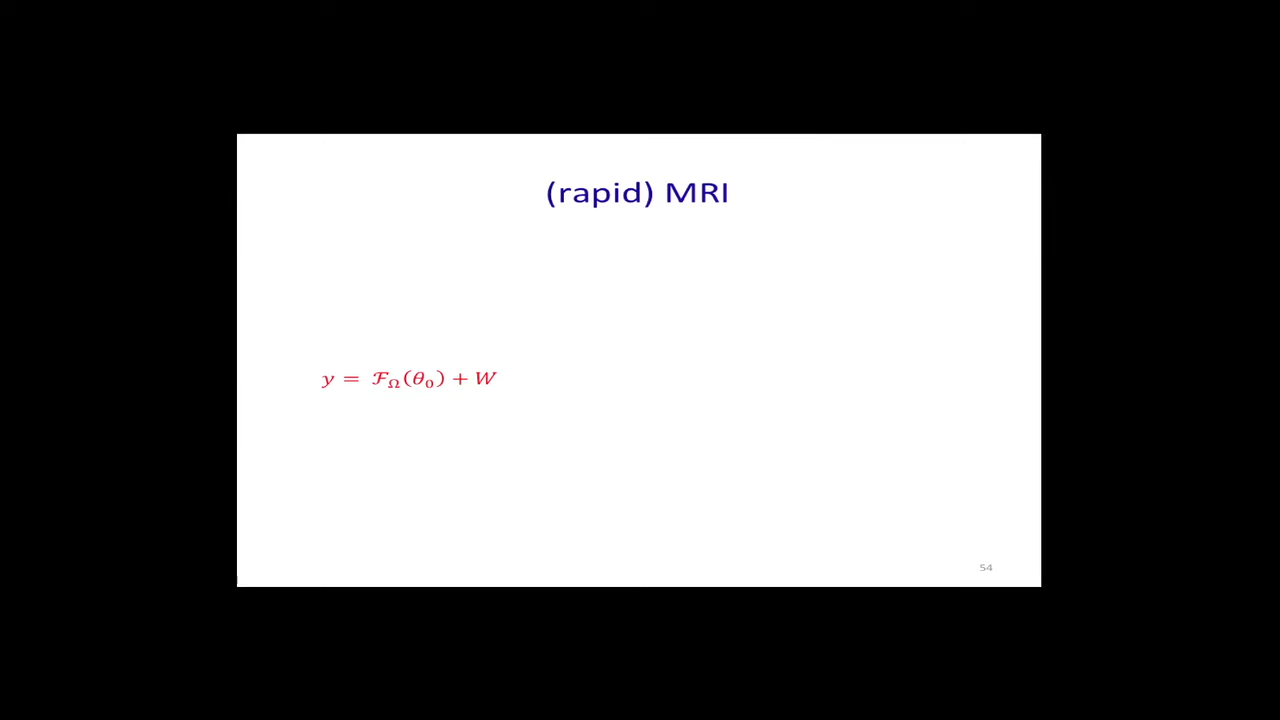 (rapid) MRI
y = ℱ_Ω(θ₀) + W
54